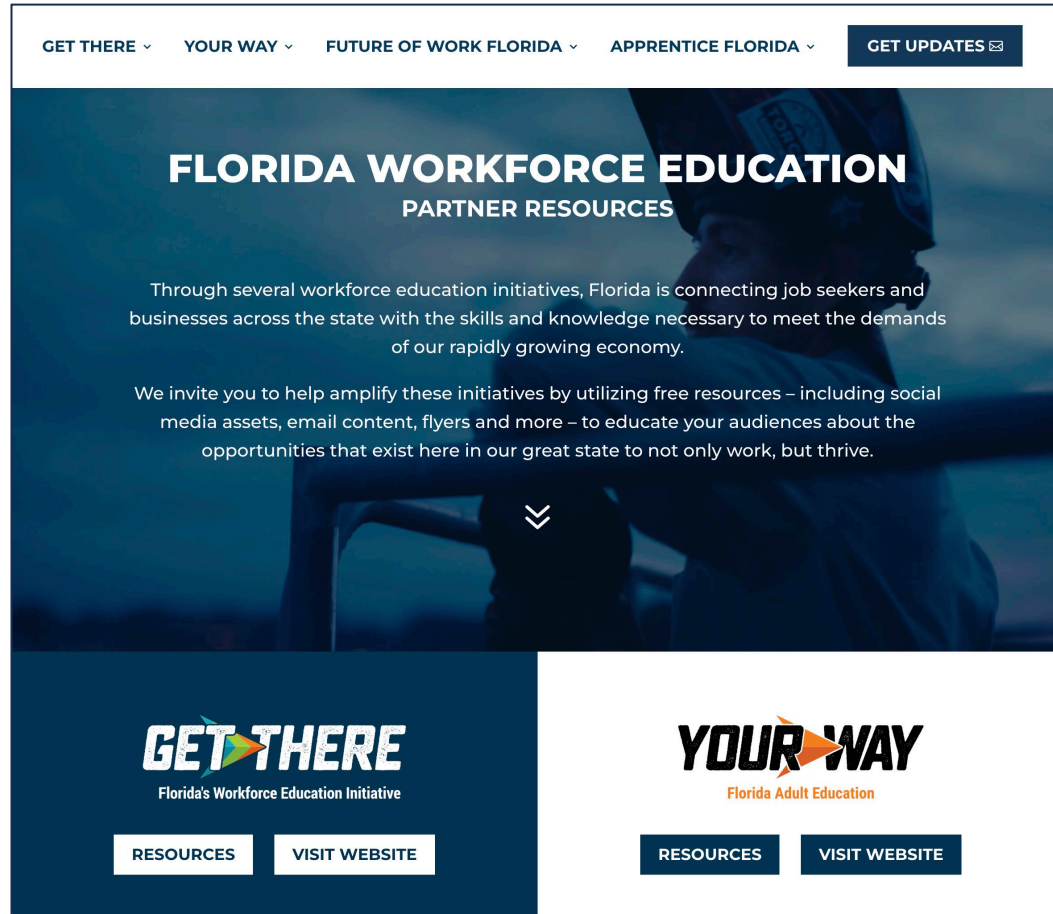 GET THERE
YOUR WAY
FUTURE OF WORK FLORIDA
APPRENTICE FLORIDA
GET UPDATES
TORCH
FLORIDA WORKFORCE EDUCATION
PARTNER RESOURCES
Through several workforce education initiatives, Florida is connecting job seekers and
businesses across the state with the skills and knowledge necessary to meet the demands
of our rapidly growing economy.
We invite you to help amplify these initiatives by utilizing free resources – including social
media assets, email content, flyers and more – to educate your audiences about the
opportunities that exist here in our great state to not only work, but thrive.
GET THERE
Florida's Workforce Education Initiative
RESOURCES
VISIT WEBSITE
YOUR WAY
Florida Adult Education
RESOURCES
VISIT WEBSITE